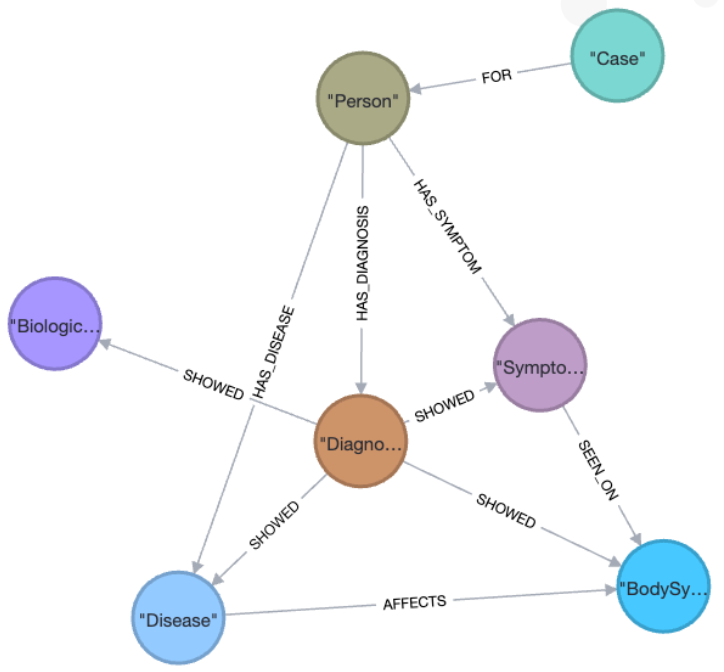 "Case"
FOR
"Person"
HAS_SYMPTOM
HAS_DIAGNOSIS
HAS_DISEASE
"Biologic…
SHOWED
"Sympto…
SHOWED
"Diagno…
SEEN_ON
SHOWED
SHOWED
"BodySy…
AFFECTS
"Disease"